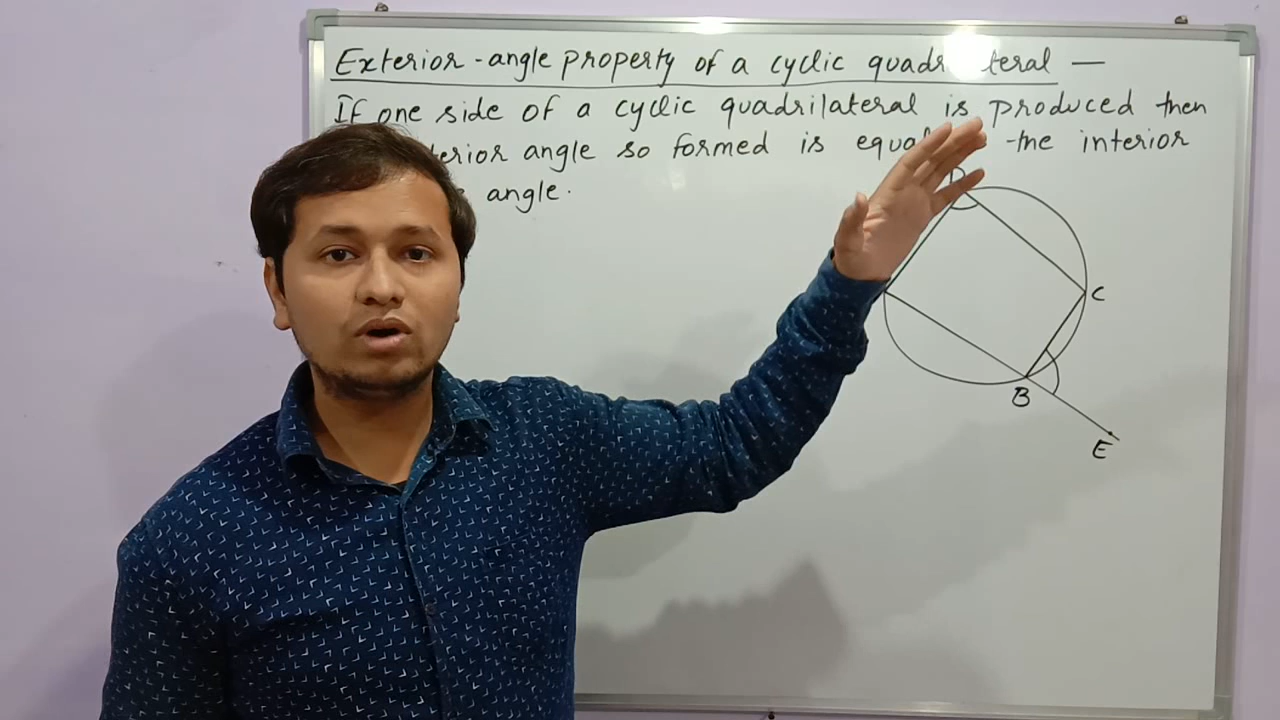 Exterior-angle property of a cyclic quadr teral —
If one side of a cyclic quadrilateral is produced then
terior angle so formed is equal the interior
angle.
D
C
B
E